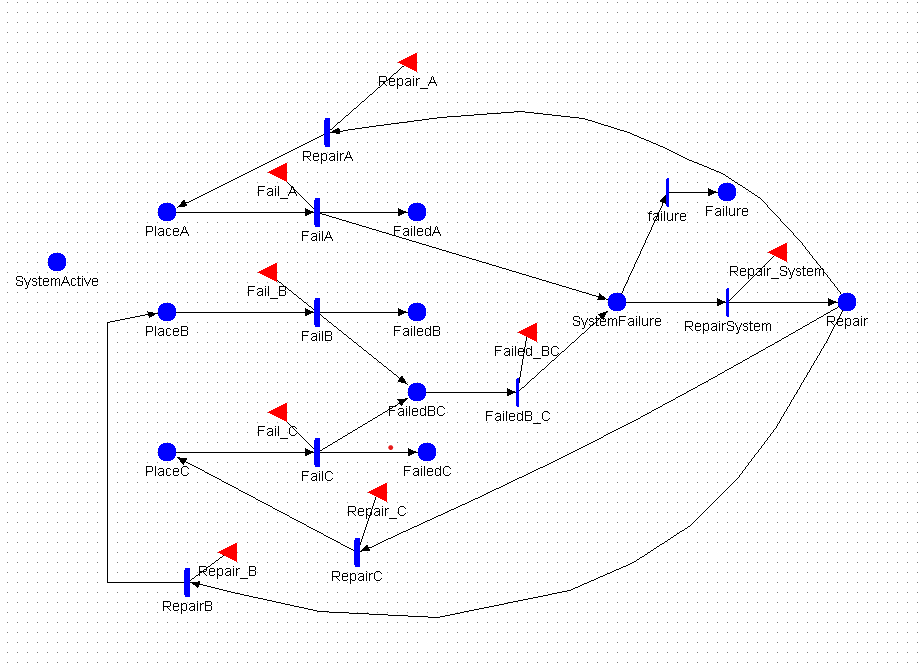 Repair_A
RepairA
Fail_A
PlaceA
FailA
FailedA
failure
Failure
SystemActive
Repair_System
Fail_B
PlaceB
FailB
FailedB
SystemFailure
RepairSystem
Repair
Failed_BC
FailedBC
FailedB_C
Fail_C
PlaceC
FailC
FailedC
Repair_C
RepairC
Repair_B
RepairB